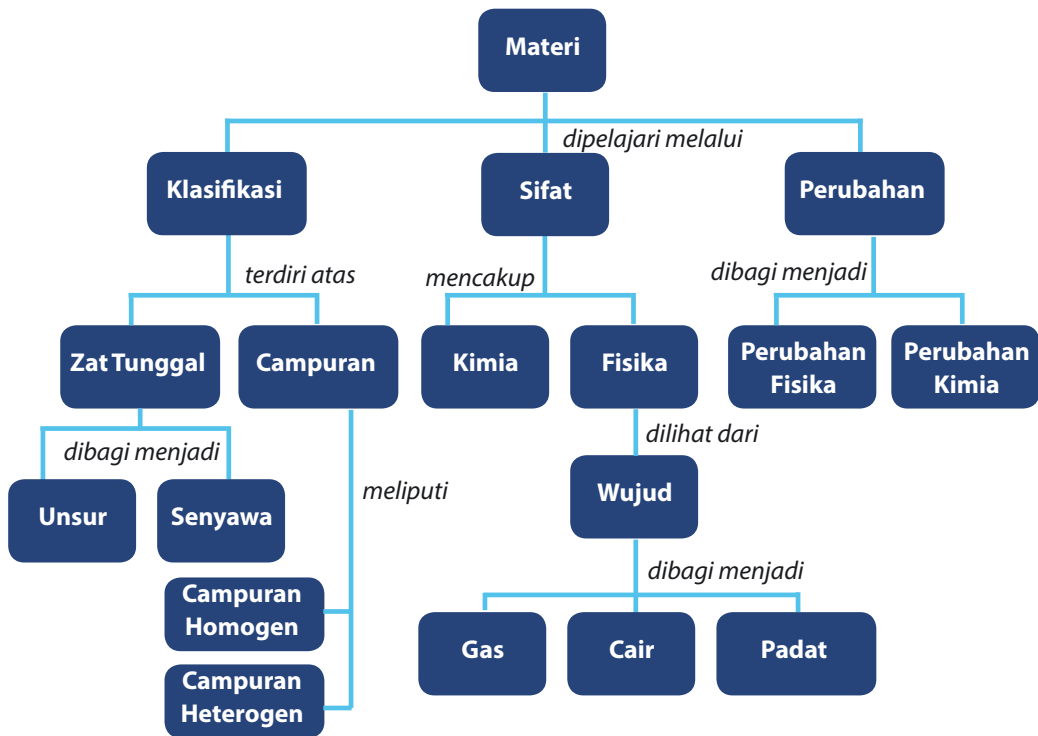 Materi
dipelajari melalui
Klasifikasi
Sifat
Perubahan
terdiri atas
mencakup
dibagi menjadi
Zat Tunggal
Campuran
Kimia
Fisika
Perubahan
Fisika
Perubahan
Kimia
dibagi menjadi
meliputi
dilihat dari
Unsur
Senyawa
Wujud
dibagi menjadi
Campuran
Homogen
Campuran
Heterogen
Gas
Cair
Padat